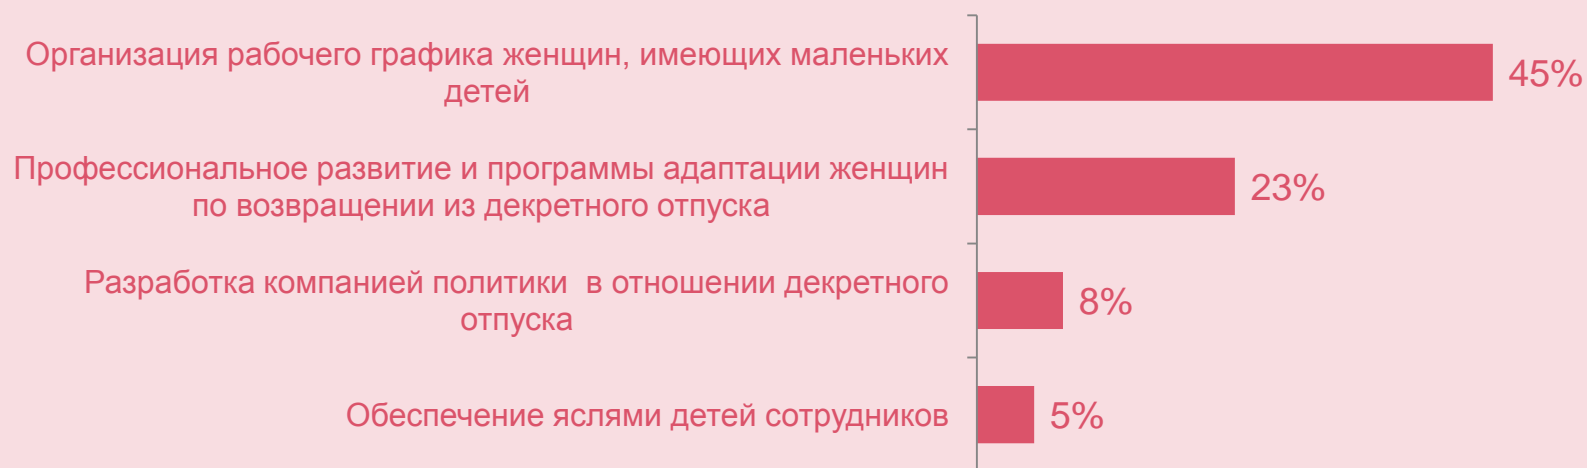 Организация рабочего графика женщин, имеющих маленьких
детей
45%
Профессиональное развитие и программы адаптации женщин
по возвращении из декретного отпуска
23%
Разработка компанией политики  в отношении декретного
отпуска
8%
Обеспечение яслями детей сотрудников
5%